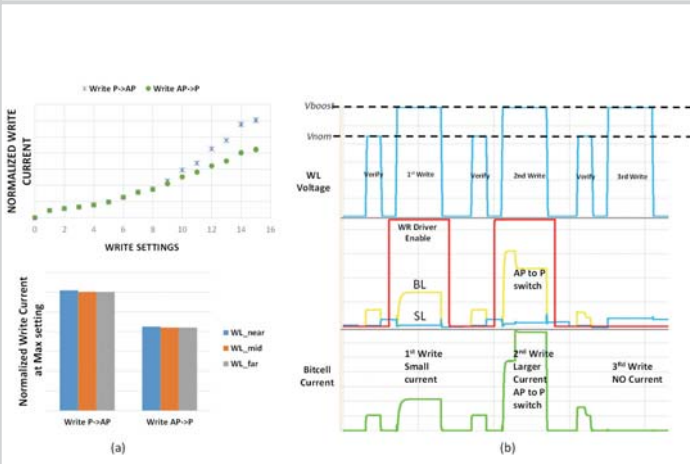 Write P->AP Write AP->P
NORMALIZED WRITE
CURRENT
0 2 4 6 8 10 12 14 16
WRITE SETTINGS
Normalized Write Current
at Max setting
WL_near
WL_mid
WL_far
Write P->AP Write AP->P
(a)
Vboost
Vnom
WL
Voltage
Verify 1st Write Verify 2nd Write Verify 3rd Write
WR Driver
Enable
BL
SL
AP to P
switch
Bitcell
Current
1st Write
Small
current
2nd Write
Larger
Current
AP to P
switch
3Rd Write
NO Current
(b)